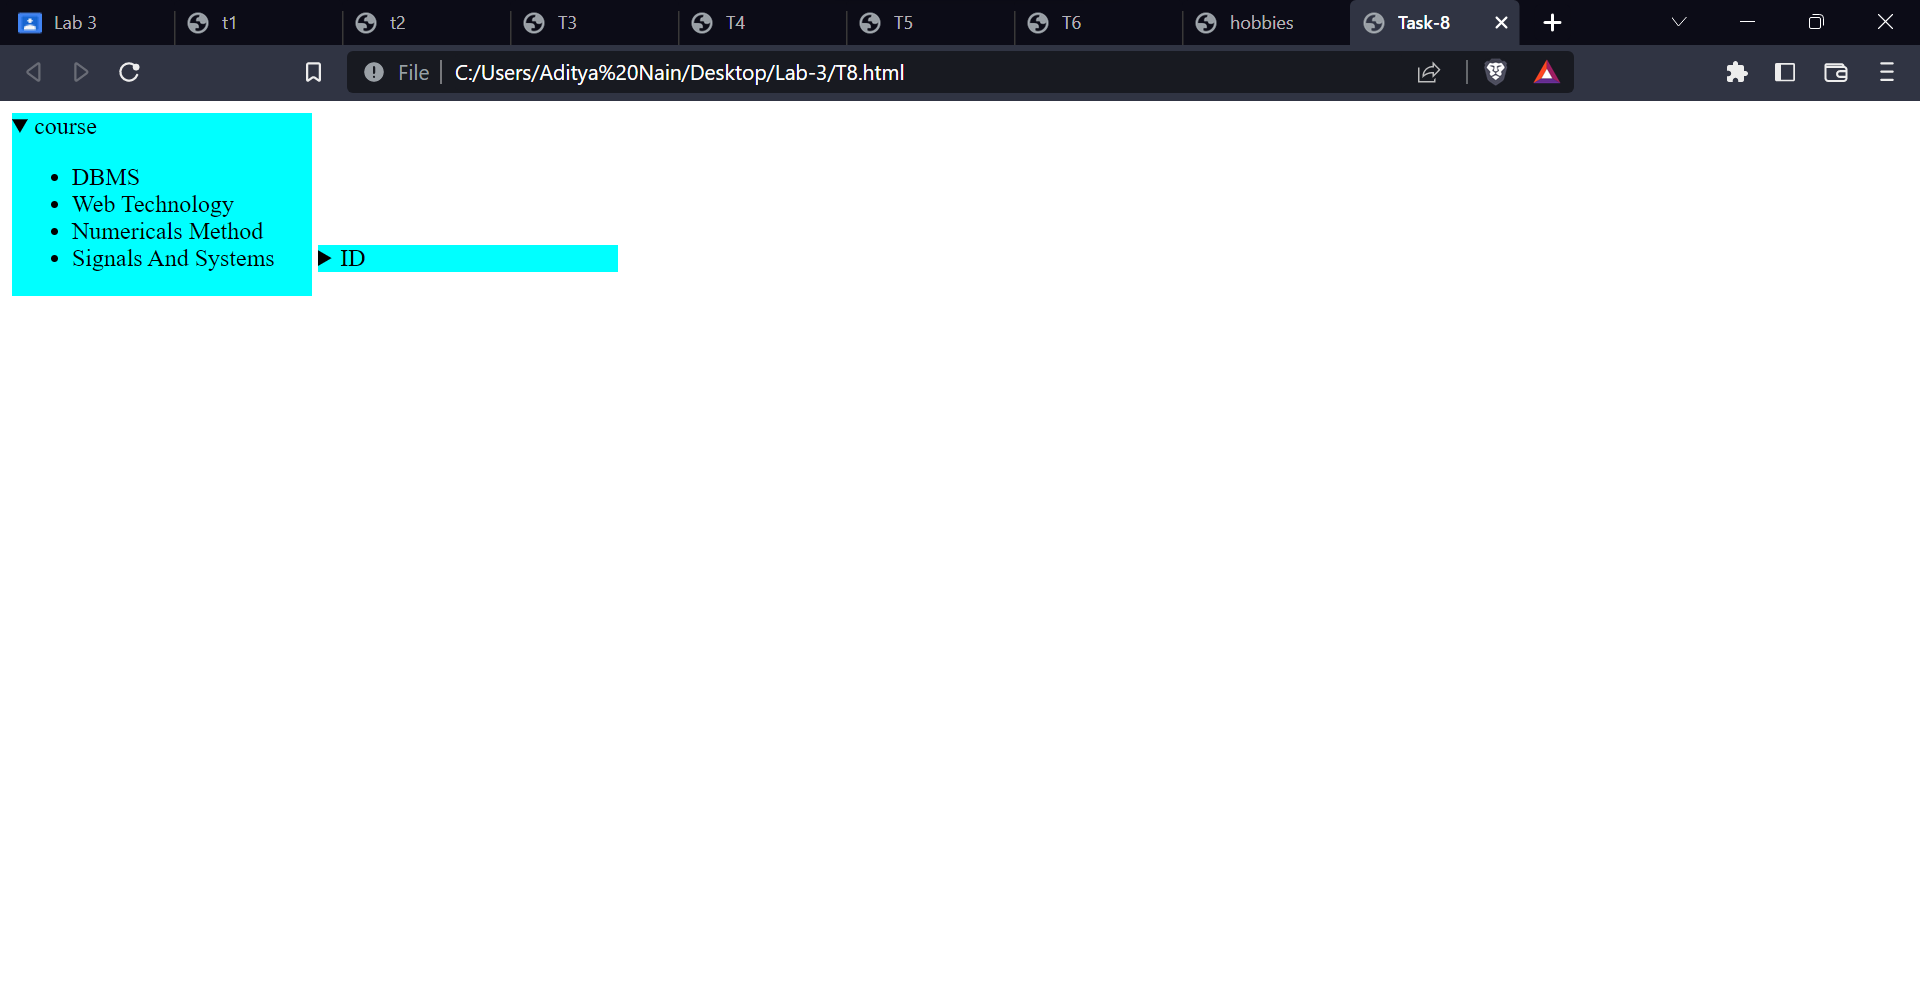 Lab 3
t1
t2
T3
T4
T5
T6
hobbies
Task-8
File
C:/Users/Aditya%20Nain/Desktop/Lab-3/T8.html
course
DBMS
Web Technology
Numericals Method
Signals And Systems
ID